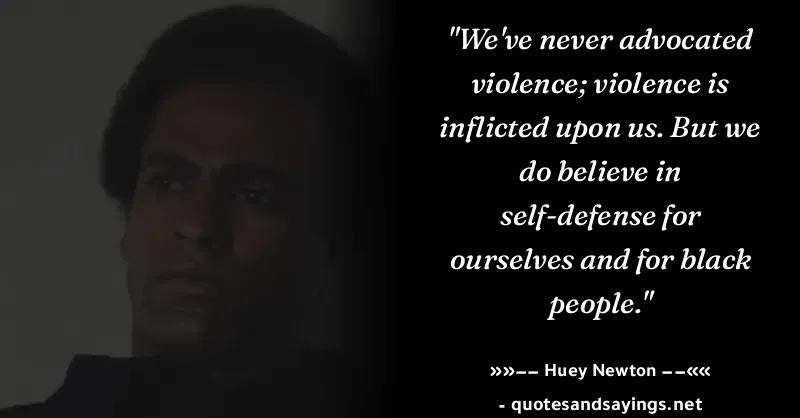 "We've never advocated
violence; violence is
inflicted upon us. But we
do believe in
self-defense for
ourselves and for black
people."
»»–– Huey Newton ––««
- quotesandsayings.net